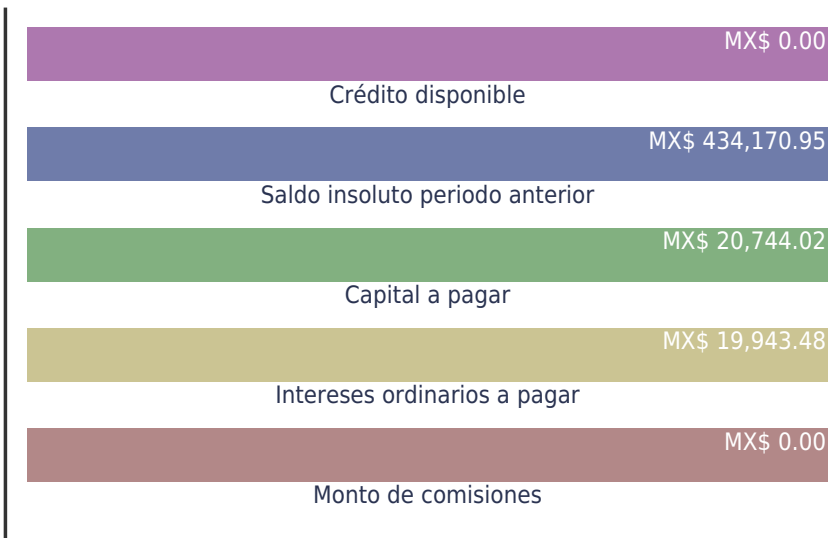 MX$ 0.00
Crédito disponible
MX$ 434,170.95
Saldo insoluto periodo anterior
MX$ 20,744.02
Capital a pagar
MX$ 19,943.48
Intereses ordinarios a pagar
MX$ 0.00
Monto de comisiones